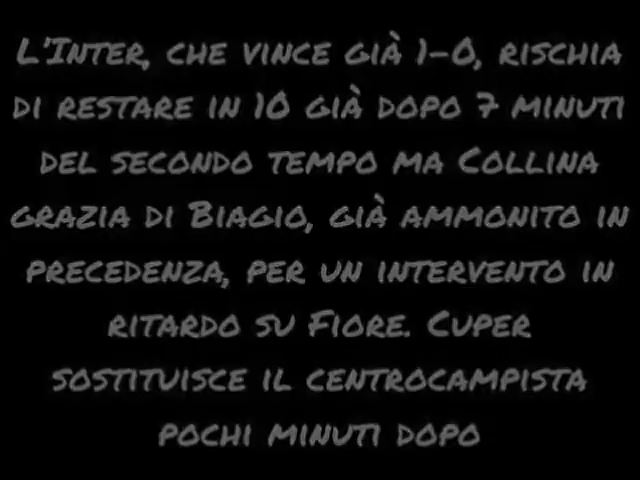 L'Inter, che vince già 1-0, rischia
di restare in 10 già dopo 7 minuti
del secondo tempo ma Collina
grazia di Biagio, già ammonito in
precedenza, per un intervento in
ritardo su Fiore. Cuper
sostituisce il centrocampista
pochi minuti dopo